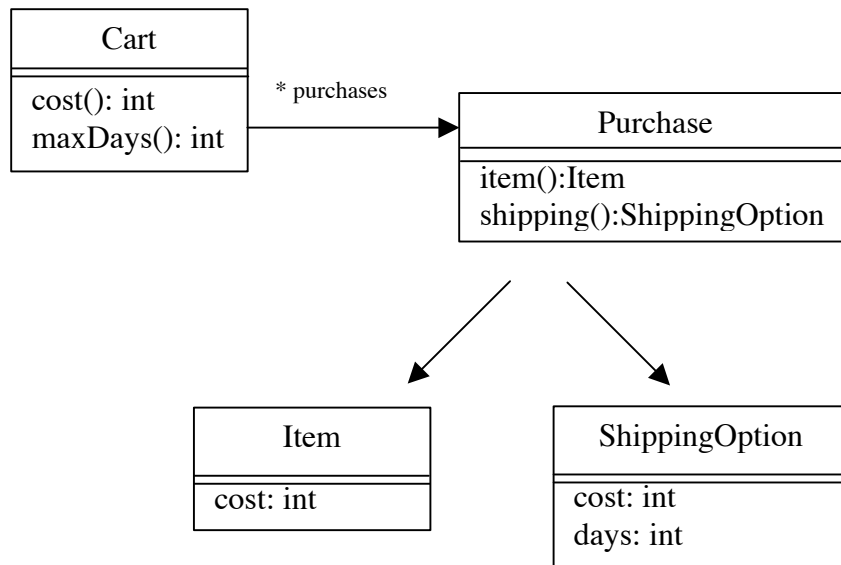 Cart
cost(): int
maxDays(): int
* purchases
Purchase
item():Item
shipping():ShippingOption
Item
cost: int
ShippingOption
cost: int
days: int